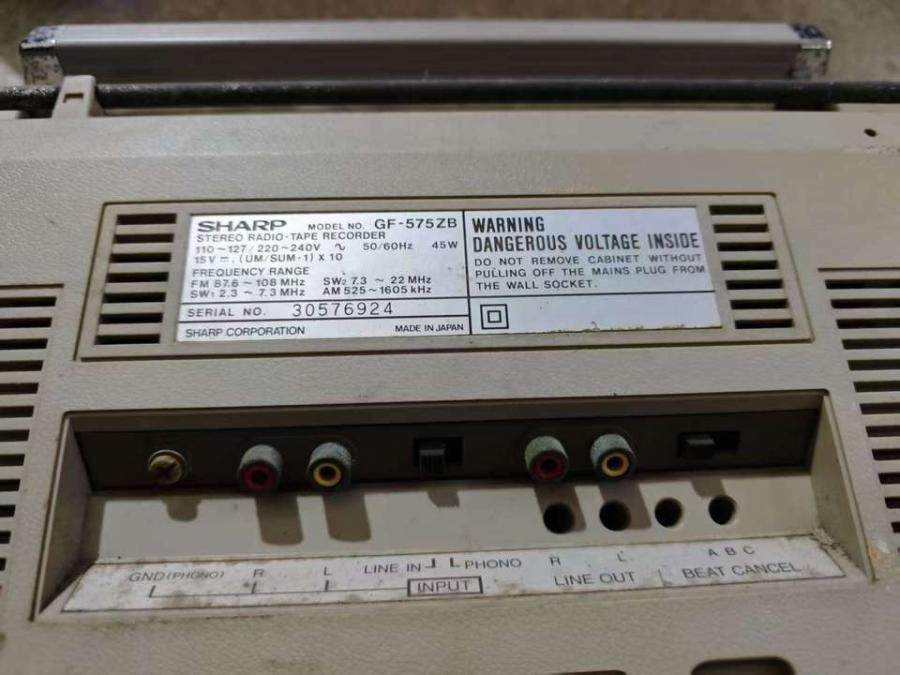 SHARP MODEL NO. GF-575ZB
STEREO RADIO-TAPE RECORDER
110~127/220~240V ∿ 50/60Hz 45W
15V ⎓, (UM/SUM-1) X 10
FREQUENCY RANGE
FM 87.6 ~ 108 MHz SW2 7.3 ~ 22 MHz
SW1 2.3 ~ 7.3 MHz AM 525~1605 kHz
SERIAL NO. 30576924
SHARP CORPORATION MADE IN JAPAN
WARNING
DANGEROUS VOLTAGE INSIDE
DO NOT REMOVE CABINET WITHOUT
PULLING OFF THE MAINS PLUG FROM
THE WALL SOCKET.
GND(PHONO) R L LINE IN PHONO R L A B C
INPUT LINE OUT BEAT CANCEL